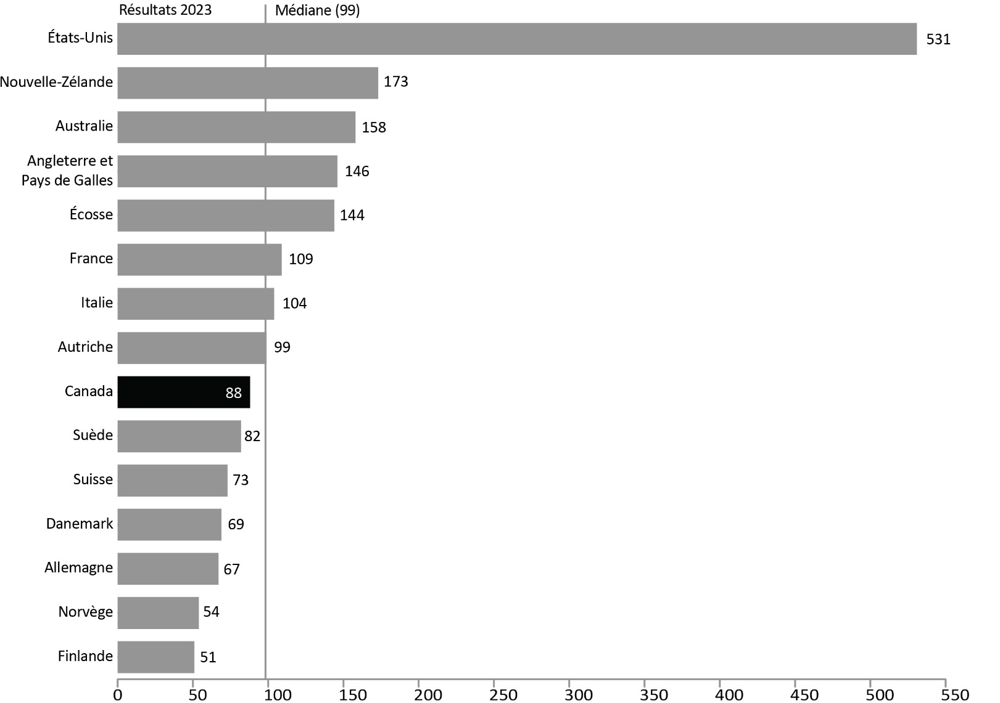 Résultats 2023 Médiane (99)
États-Unis 531
Nouvelle-Zélande 173
Australie 158
Angleterre et
Pays de Galles 146
Écosse 144
France 109
Italie 104
Autriche 99
Canada 88
Suède 82
Suisse 73
Danemark 69
Allemagne 67
Norvège 54
Finlande 51
0 50 100 150 200 250 300 350 400 450 500 550